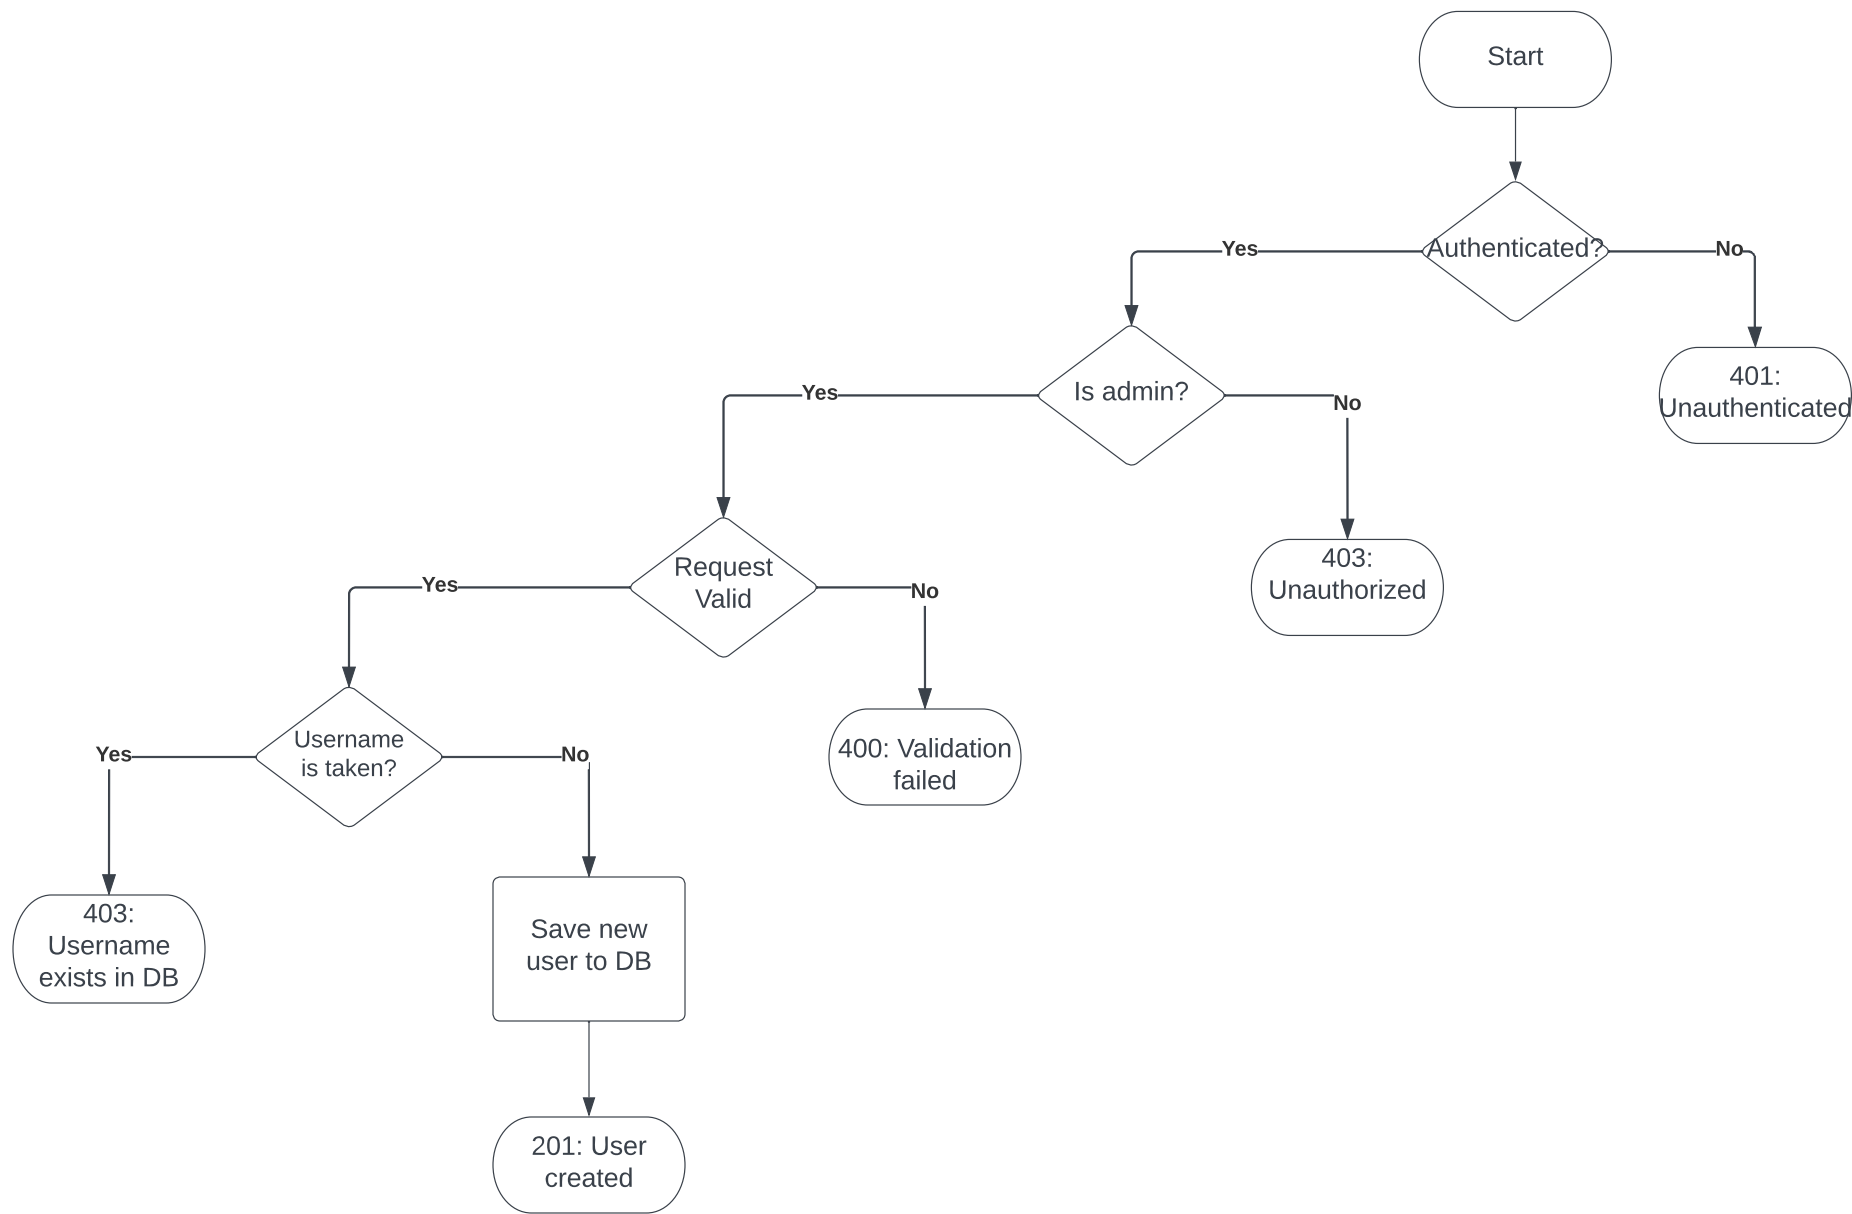 Start
Authenticated?
Yes
No
Is admin?
401:
Unauthenticated
Yes
No
Request
Valid
403:
Unauthorized
Yes
No
Username
is taken?
400: Validation
failed
Yes
No
403:
Username
exists in DB
Save new
user to DB
201: User
created